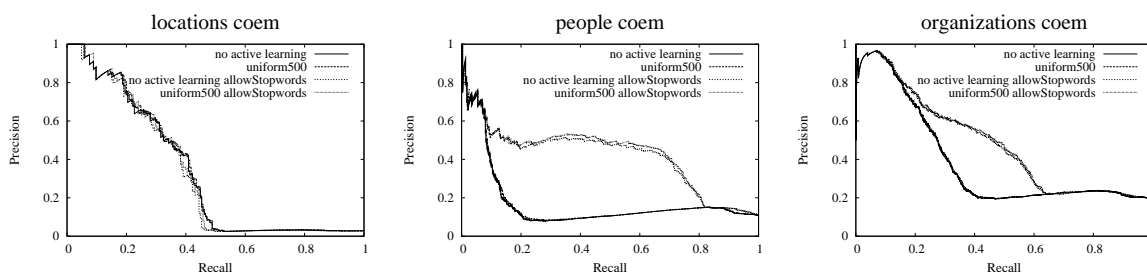 locations coem
no active learning
uniform500
no active learning allowStopwords
uniform500 allowStopwords
Precision
1
0.8
0.6
0.4
0.2
0
0 0.2 0.4 0.6 0.8 1
Recall
people coem
no active learning
uniform500
no active learning allowStopwords
uniform500 allowStopwords
Precision
1
0.8
0.6
0.4
0.2
0
0 0.2 0.4 0.6 0.8 1
Recall
organizations coem
no active learning
uniform500
no active learning allowStopwords
uniform500 allowStopwords
Precision
1
0.8
0.6
0.4
0.2
0
0 0.2 0.4 0.6 0.8 1
Recall